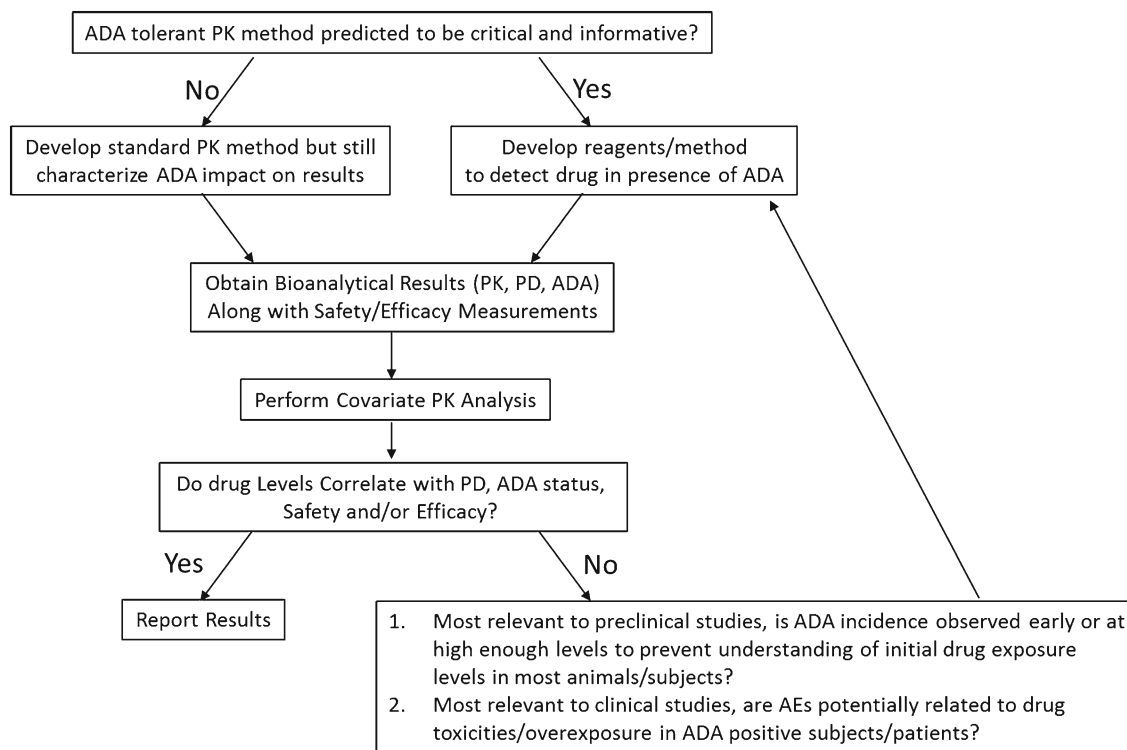 ADA tolerant PK method predicted to be critical and informative?
No
Yes
Develop standard PK method but still
characterize ADA impact on results
Develop reagents/method
to detect drug in presence of ADA
Obtain Bioanalytical Results (PK, PD, ADA)
Along with Safety/Efficacy Measurements
Perform Covariate PK Analysis
Do drug Levels Correlate with PD, ADA status,
Safety and/or Efficacy?
Yes
No
Report Results
1. Most relevant to preclinical studies, is ADA incidence observed early or at
high enough levels to prevent understanding of initial drug exposure
levels in most animals/subjects?
2. Most relevant to clinical studies, are AEs potentially related to drug
toxicities/overexposure in ADA positive subjects/patients?